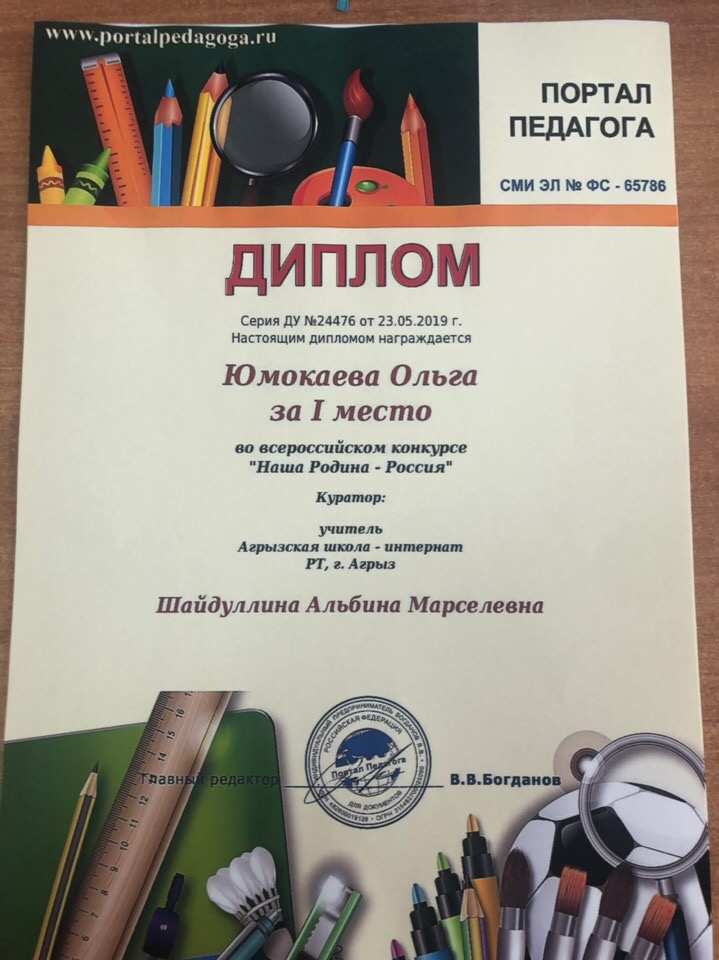 www.portalpedagoga.ru
ПОРТАЛ
ПЕДАГОГА
СМИ ЭЛ № ФС - 65786
ДИПЛОМ
Серия ДУ №24476 от 23.05.2019 г.
Настоящим дипломом награждается
Юмокаева Ольга
за I место
во всероссийском конкурсе
"Наша Родина - Россия"
Куратор:
учитель
Агрызская школа - интернат
РТ, г. Агрыз
Шайдуллина Альбина Марселевна
Главный редактор
В.В.Богданов
ИНДИВИДУАЛЬНЫЙ ПРЕДПРИНИМАТЕЛЬ БОГДАНОВ В.В.
РОССИЙСКАЯ ФЕДЕРАЦИЯ
Портал Педагога
ДЛЯ ДОКУМЕНТОВ